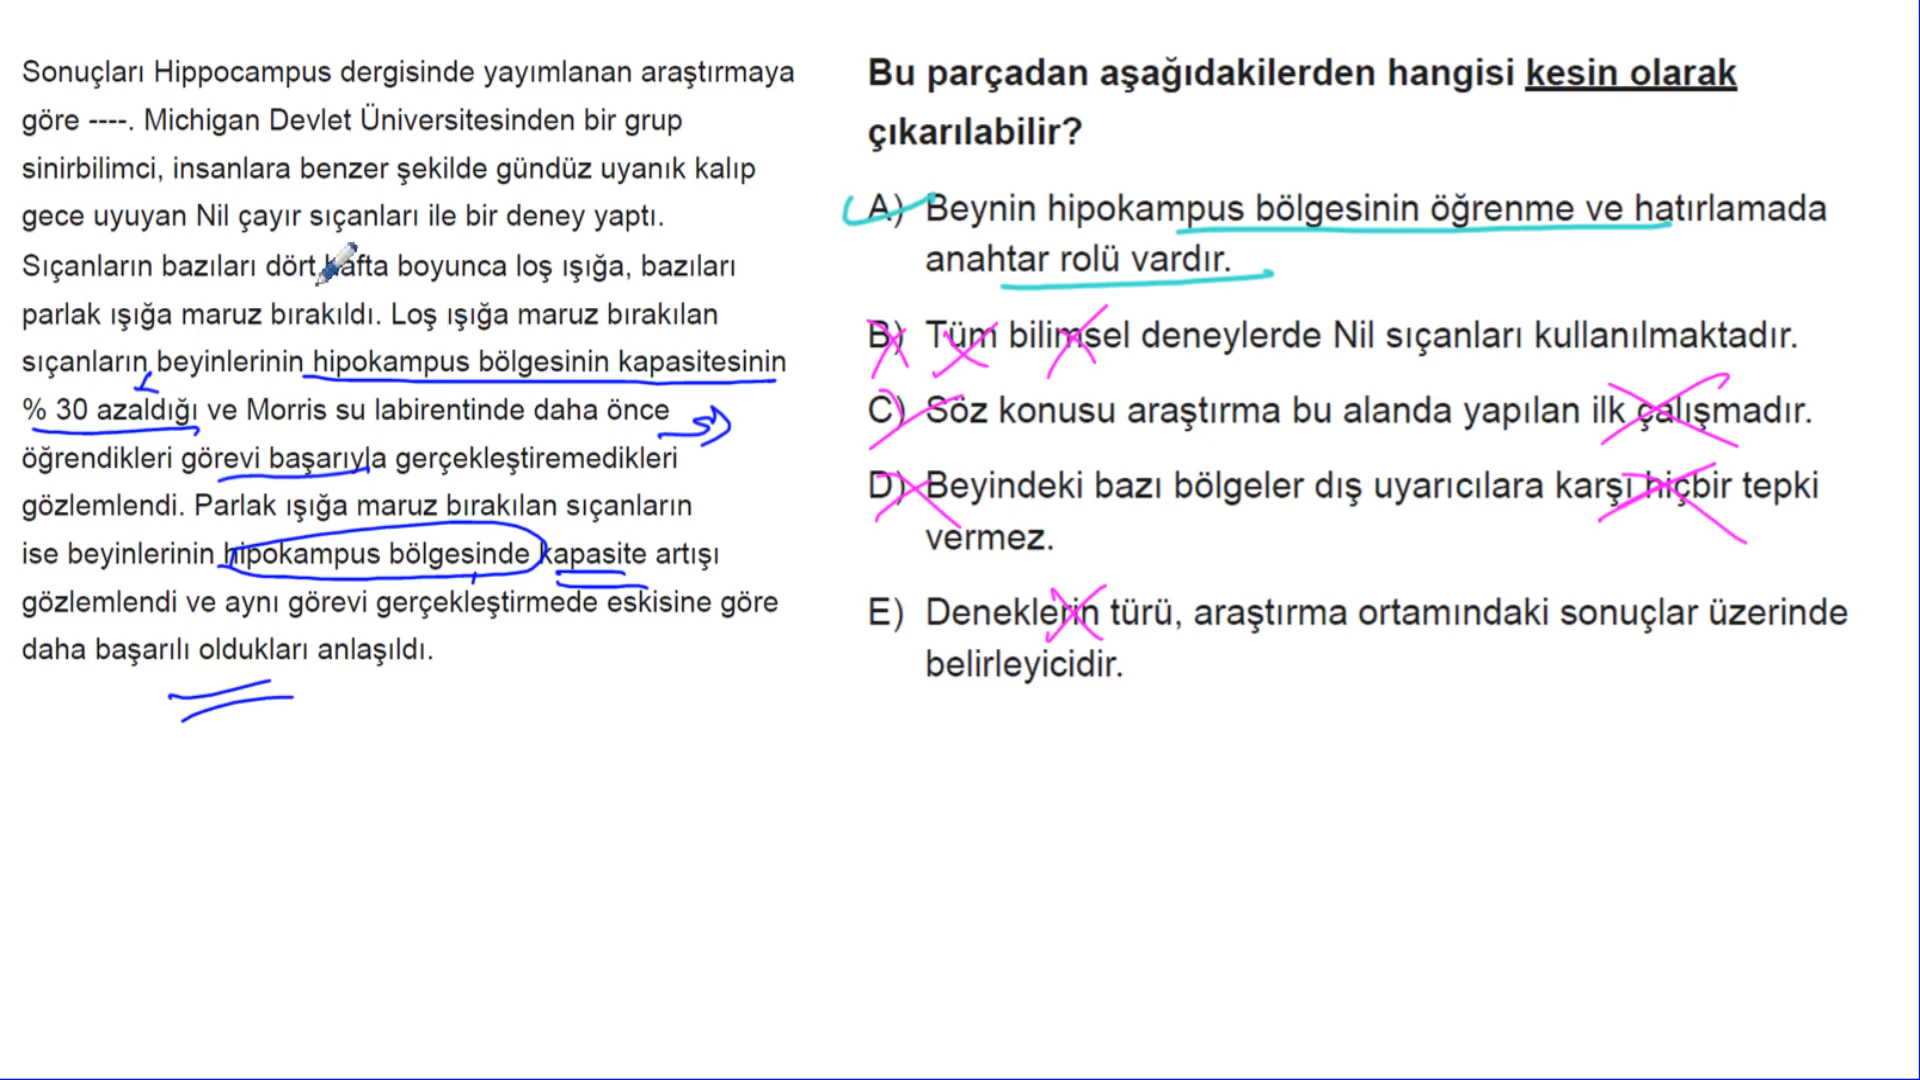 Sonuçları Hippocampus dergisinde yayımlanan araştırmaya
göre ----. Michigan Devlet Üniversitesinden bir grup
sinirbilimci, insanlara benzer şekilde gündüz uyanık kalıp
gece uyuyan Nil çayır sıçanları ile bir deney yaptı.
Sıçanların bazıları dört hafta boyunca loş ışığa, bazıları
parlak ışığa maruz bırakıldı. Loş ışığa maruz bırakılan
sıçanların beyinlerinin hipokampus bölgesinin kapasitesinin
% 30 azaldığı ve Morris su labirentinde daha önce
öğrendikleri görevi başarıyla gerçekleştiremedikleri
gözlemlendi. Parlak ışığa maruz bırakılan sıçanların
ise beyinlerinin hipokampus bölgesinde kapasite artışı
gözlemlendi ve aynı görevi gerçekleştirmede eskisine göre
daha başarılı oldukları anlaşıldı.
Bu parçadan aşağıdakilerden hangisi kesin olarak
çıkarılabilir?
A) Beynin hipokampus bölgesinin öğrenme ve hatırlamada
anahtar rolü vardır.
B) Tüm bilimsel deneylerde Nil sıçanları kullanılmaktadır.
C) Söz konusu araştırma bu alanda yapılan ilk çalışmadır.
D) Beyindeki bazı bölgeler dış uyarıcılara karşı hiçbir tepki
vermez.
E) Deneklerin türü, araştırma ortamındaki sonuçlar üzerinde
belirleyicidir.